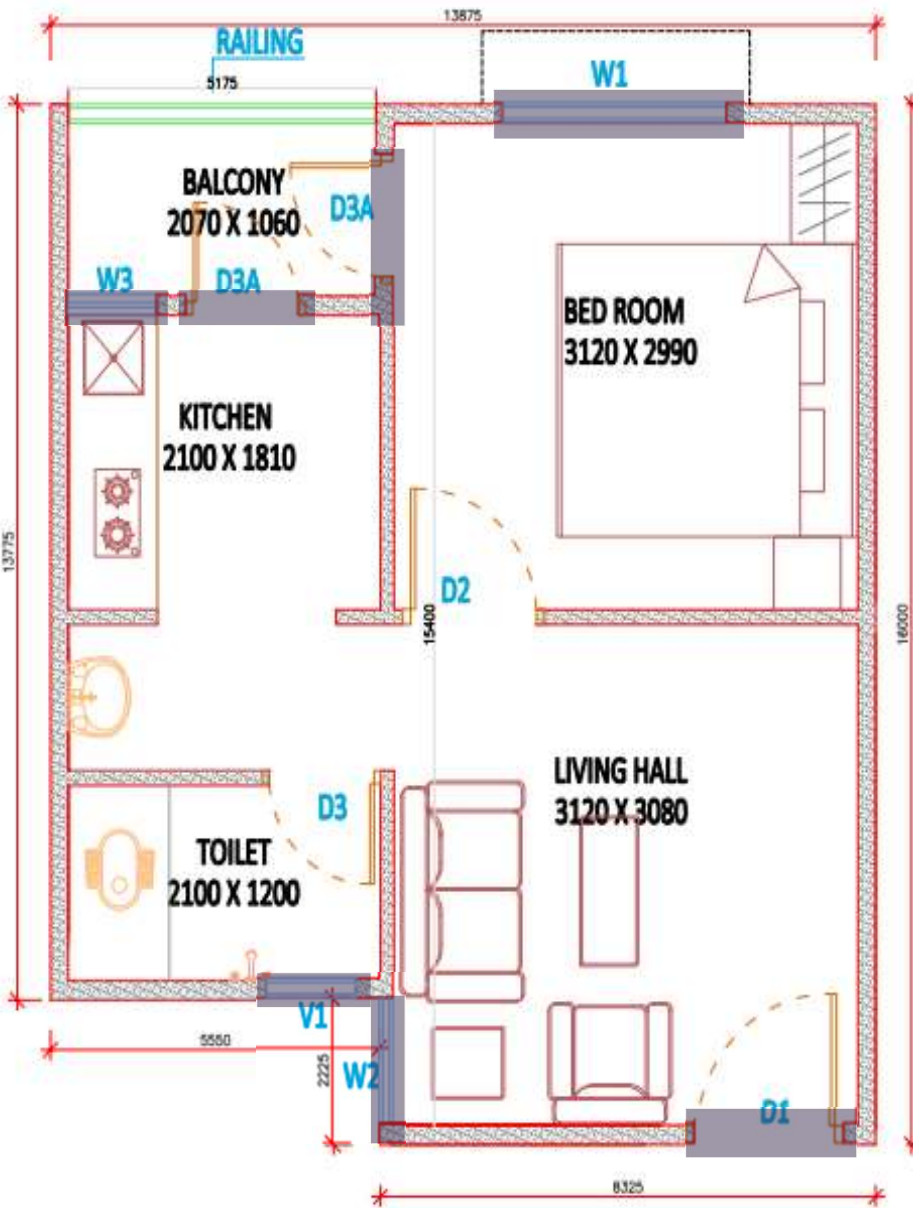 13875
RAILING
5175
W1
BALCONY
2070 X 1060
D3A
W3
D3A
BED ROOM
3120 X 2990
KITCHEN
2100 X 1810
13775
D2
15400
16000
LIVING HALL
3120 X 3080
D3
TOILET
2100 X 1200
V1
5550
2225
W2
D1
8325